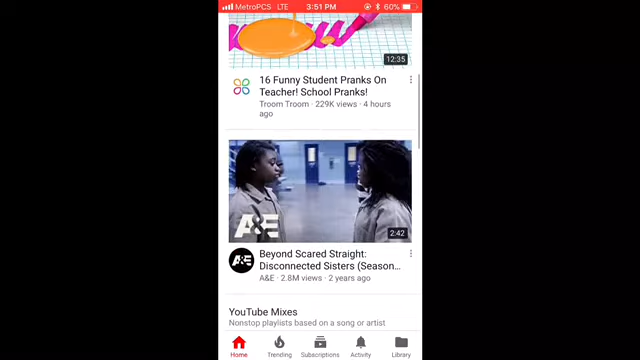 MetroPCS LTE 3:51 PM 60%
12:35
16 Funny Student Pranks On
Teacher! School Pranks!
Troom Troom · 229K views · 4 hours
ago
A&E
2:42
A&E
Beyond Scared Straight:
Disconnected Sisters (Season...
A&E · 2.8M views · 2 years ago
YouTube Mixes
Nonstop playlists based on a song or artist
Home Trending Subscriptions Activity Library